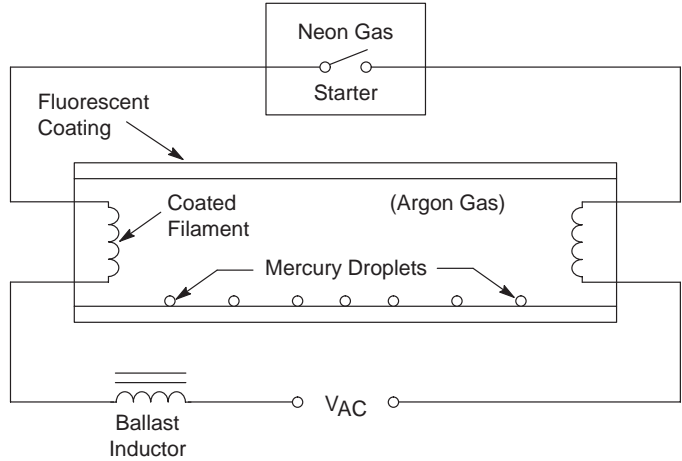 Neon Gas
Starter
Fluorescent
Coating
Coated
Filament
(Argon Gas)
Mercury Droplets
VAC
Ballast
Inductor